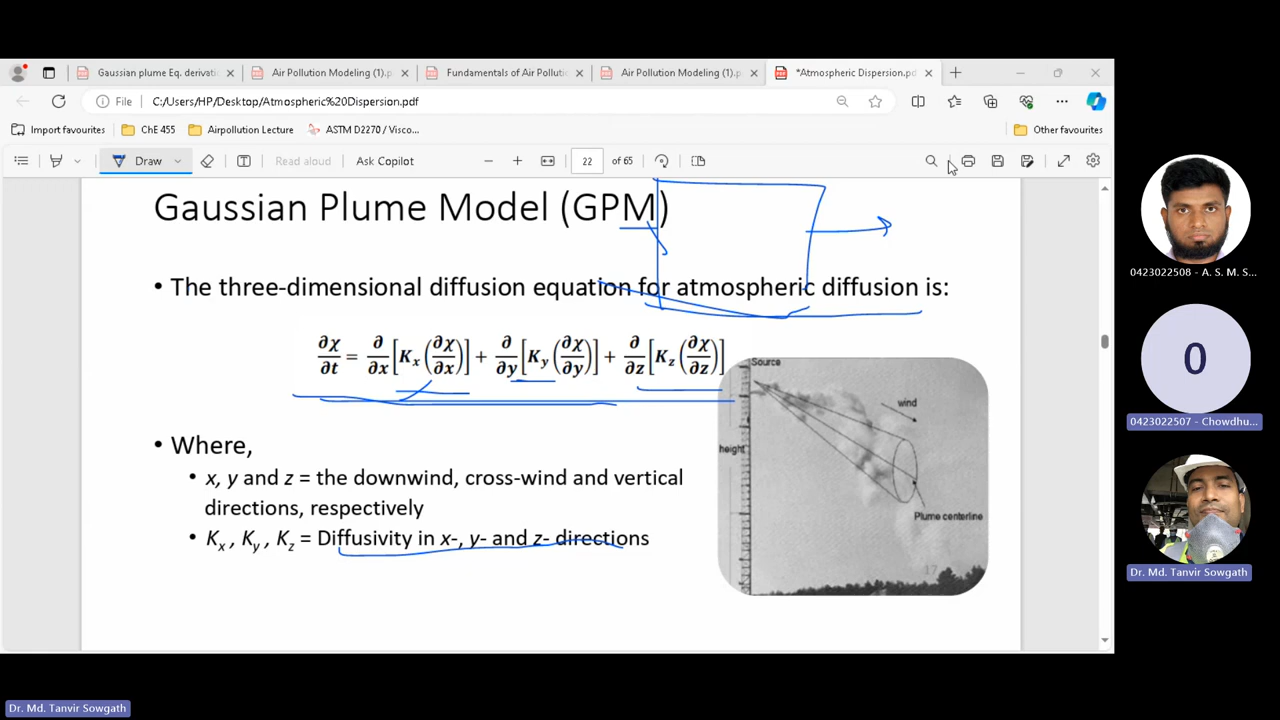 Gaussian plume Eq. derivati
Air Pollution Modeling (1).p
Fundamentals of Air Polluti
Air Pollution Modeling (1).p
*Atmospheric Dispersion.pd
File
C:/Users/HP/Desktop/Atmospheric%20Dispersion.pdf
Import favourites
ChE 455
Airpollution Lecture
ASTM D2270 / Visco...
Other favourites
Draw
Read aloud
Ask Copilot
22
of 65
Gaussian Plume Model (GPM)
• The three-dimensional diffusion equation for atmospheric diffusion is:
∂χ/∂t = ∂/∂x [Kx (∂χ/∂x)] + ∂/∂y [Ky (∂χ/∂y)] + ∂/∂z [Kz (∂χ/∂z)]
Source
wind
height
Plume centerline
17
• Where,
• x, y and z = the downwind, cross-wind and vertical
directions, respectively
• Kx , Ky , Kz = Diffusivity in x-, y- and z- directions
0423022508 - A. S. M. S...
0
0423022507 - Chowdhu...
Dr. Md. Tanvir Sowgath
Dr. Md. Tanvir Sowgath